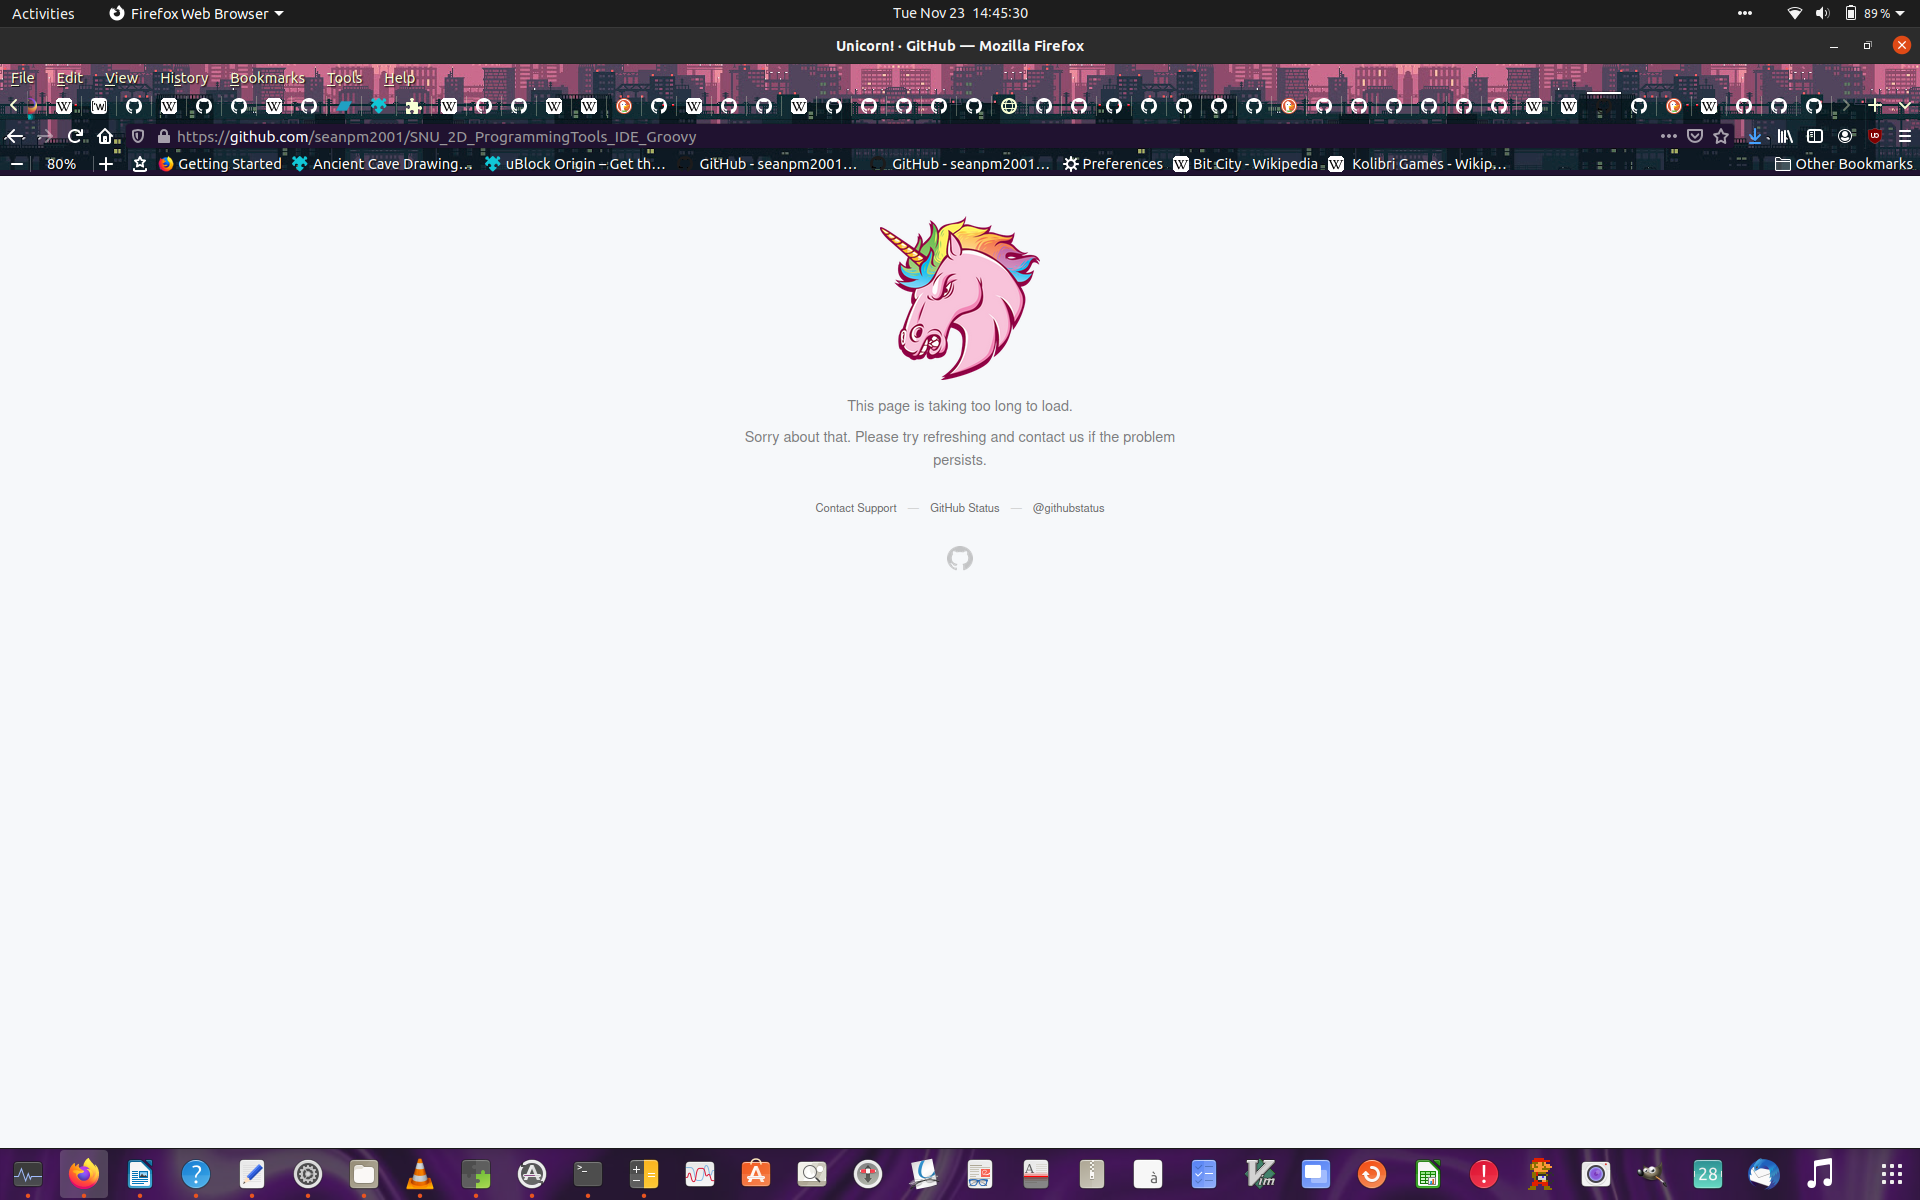 Activities Firefox Web Browser Tue Nov 23 14:45:30 89 %
Unicorn! · GitHub — Mozilla Firefox
File Edit View History Bookmarks Tools Help
https://github.com/seanpm2001/SNU_2D_ProgrammingTools_IDE_Groovy
80% Getting Started Ancient Cave Drawing… uBlock Origin – Get th… GitHub - seanpm2001… GitHub - seanpm2001… Preferences Bit City - Wikipedia Kolibri Games - Wikip… Other Bookmarks
This page is taking too long to load.
Sorry about that. Please try refreshing and contact us if the problem
persists.
Contact Support — GitHub Status — @githubstatus
28